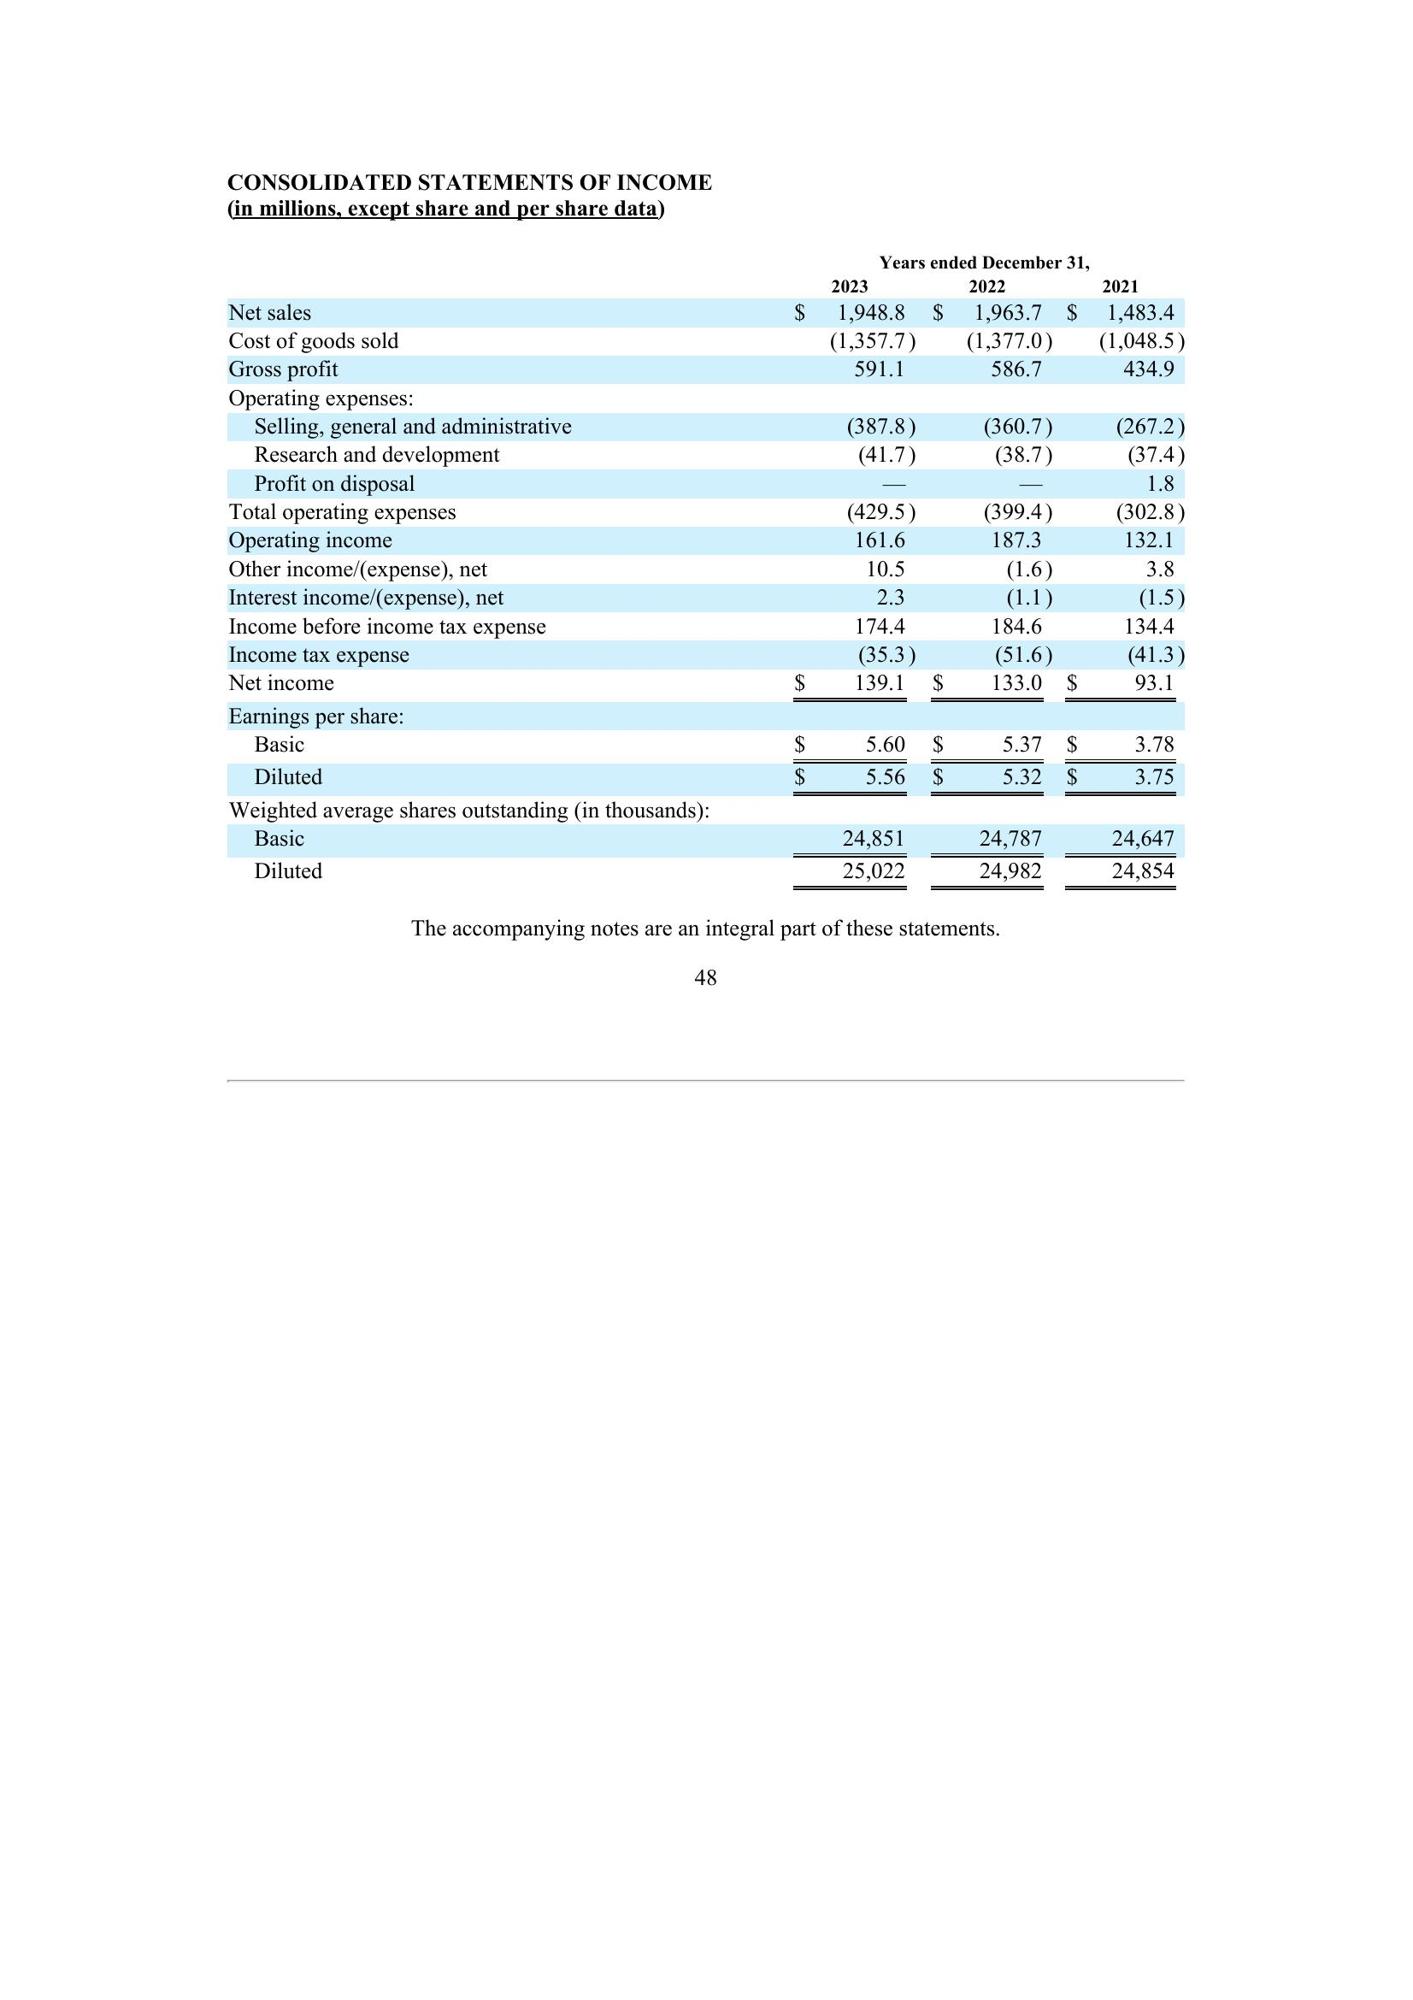 CONSOLIDATED STATEMENTS OF INCOME
(in millions, except share and per share data)
Years ended December 31,
2023 2022 2021
Net sales $ 1,948.8 $ 1,963.7 $ 1,483.4
Cost of goods sold (1,357.7) (1,377.0) (1,048.5)
Gross profit 591.1 586.7 434.9
Operating expenses:
Selling, general and administrative (387.8) (360.7) (267.2)
Research and development (41.7) (38.7) (37.4)
Profit on disposal — — 1.8
Total operating expenses (429.5) (399.4) (302.8)
Operating income 161.6 187.3 132.1
Other income/(expense), net 10.5 (1.6) 3.8
Interest income/(expense), net 2.3 (1.1) (1.5)
Income before income tax expense 174.4 184.6 134.4
Income tax expense (35.3) (51.6) (41.3)
Net income $ 139.1 $ 133.0 $ 93.1
Earnings per share:
Basic $ 5.60 $ 5.37 $ 3.78
Diluted $ 5.56 $ 5.32 $ 3.75
Weighted average shares outstanding (in thousands):
Basic 24,851 24,787 24,647
Diluted 25,022 24,982 24,854
The accompanying notes are an integral part of these statements.
48